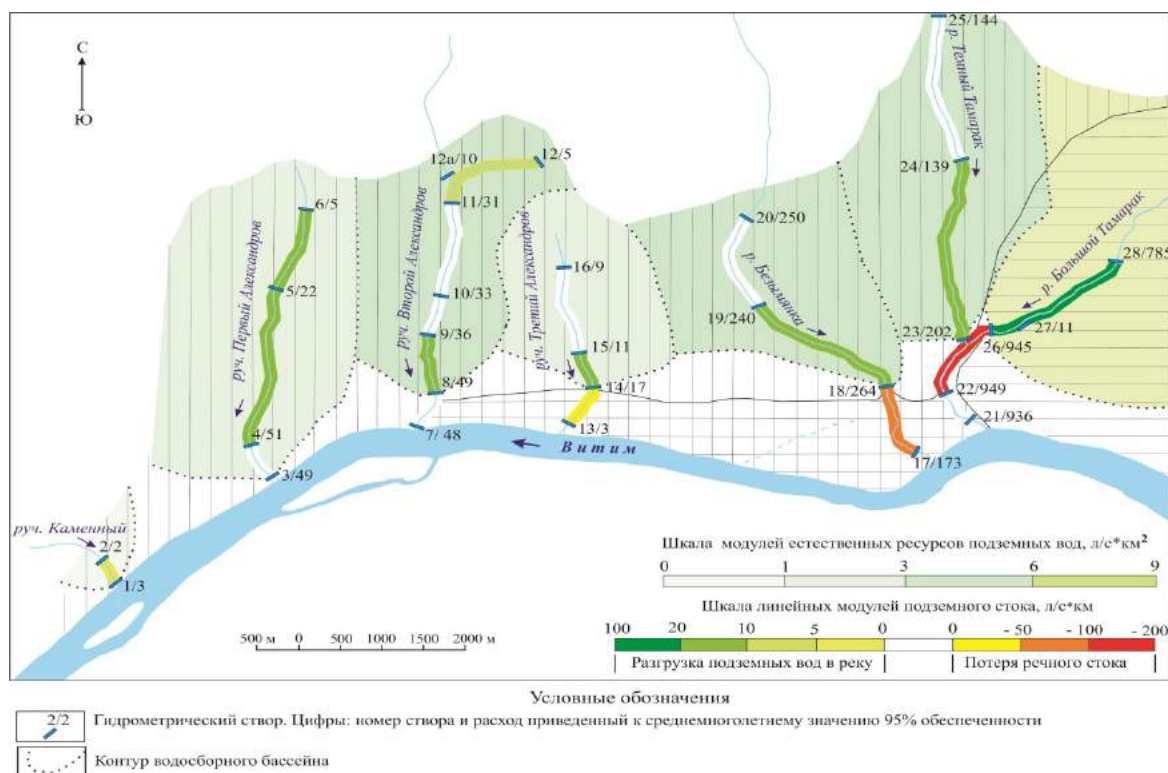 С
Ю
25/144
р. Темный Тамарак
12а/10
12/5
24/139
11/31
6/5
20/250
28/785
р. Большой Тамарак
руч. Первый Александров
руч. Второй Александров
руч. Третий Александров
16/9
р. Безымянка
5/22
10/33
19/240
27/11
9/36
23/202
26/945
15/11
8/49
14/17
18/264
22/949
21/936
13/3
7/ 48
4/51
Витим
17/173
3/49
руч. Каменный
2/2
1/3
Шкала модулей естественных ресурсов подземных вод, л/с*км²
0 1 3 6 9
Шкала линейных модулей подземного стока, л/с*км
100 20 10 5 0 0 - 50 - 100 - 200
Разгрузка подземных вод в реку
Потеря речного стока
500 м 0 500 1000 1500 2000 м
Условные обозначения
2/2 Гидрометрический створ. Цифры: номер створа и расход приведенный к среднемноголетнему значению 95% обеспеченности
Контур водосборного бассейна